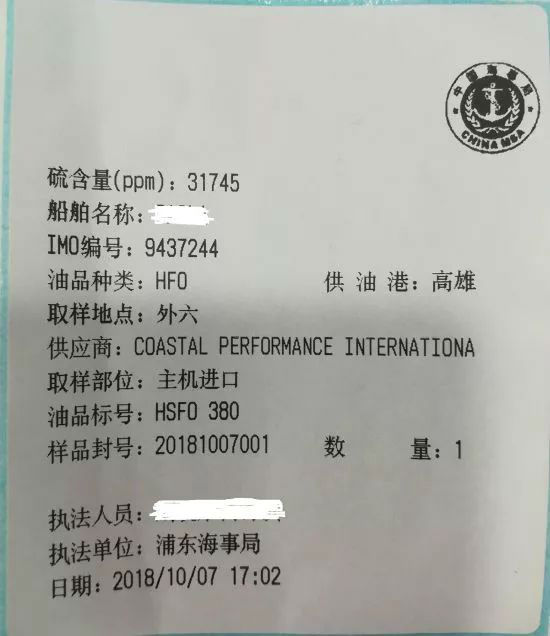 中国海事局
CHINA MSA
硫含量(ppm): 31745
船舶名称:
IMO编号: 9437244
油品种类: HFO 供油港: 高雄
取样地点: 外六
供应商: COASTAL PERFORMANCE INTERNATIONA
取样部位: 主机进口
油品标号: HSFO 380
样品封号: 20181007001 数量: 1
执法人员:
执法单位: 浦东海事局
日期: 2018/10/07 17:02